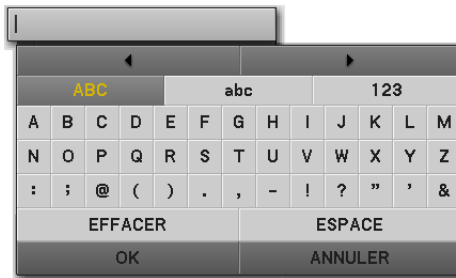 ABC abc 123
A B C D E F G H I J K L M
N O P Q R S T U V W X Y Z
: ; @ ( ) . , - ! ? ” ’ &
EFFACER ESPACE
OK ANNULER